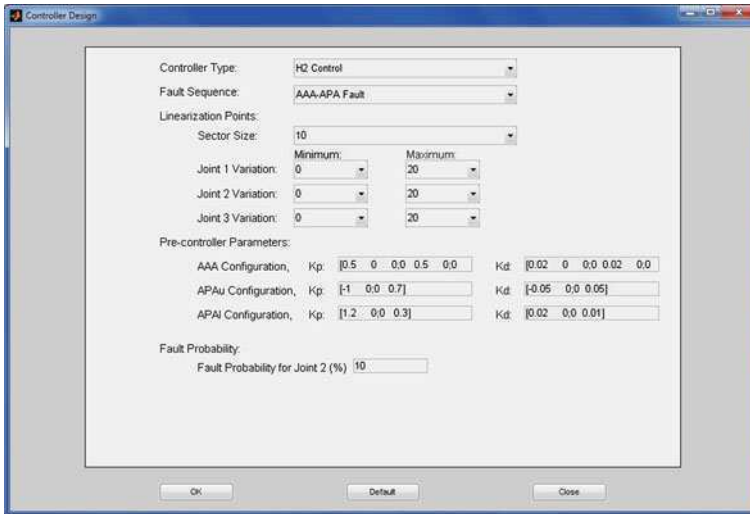 Controller Design
Controller Type: H2 Control
Fault Sequence: AAA-APA Fault
Linearization Points:
Sector Size: 10
Minimum: Maximum:
Joint 1 Variation: 0 20
Joint 2 Variation: 0 20
Joint 3 Variation: 0 20
Pre-controller Parameters:
AAA Configuration, Kp: [0.5 0 0;0 0.5 0;0 Kd: [0.02 0 0;0 0.02 0;0
APAu Configuration, Kp: [-1 0;0 0.7] Kd: [-0.05 0;0 0.05]
APAl Configuration, Kp: [1.2 0;0 0.3] Kd: [0.02 0;0 0.01]
Fault Probability:
Fault Probability for Joint 2 (%) 10
OK Default Close